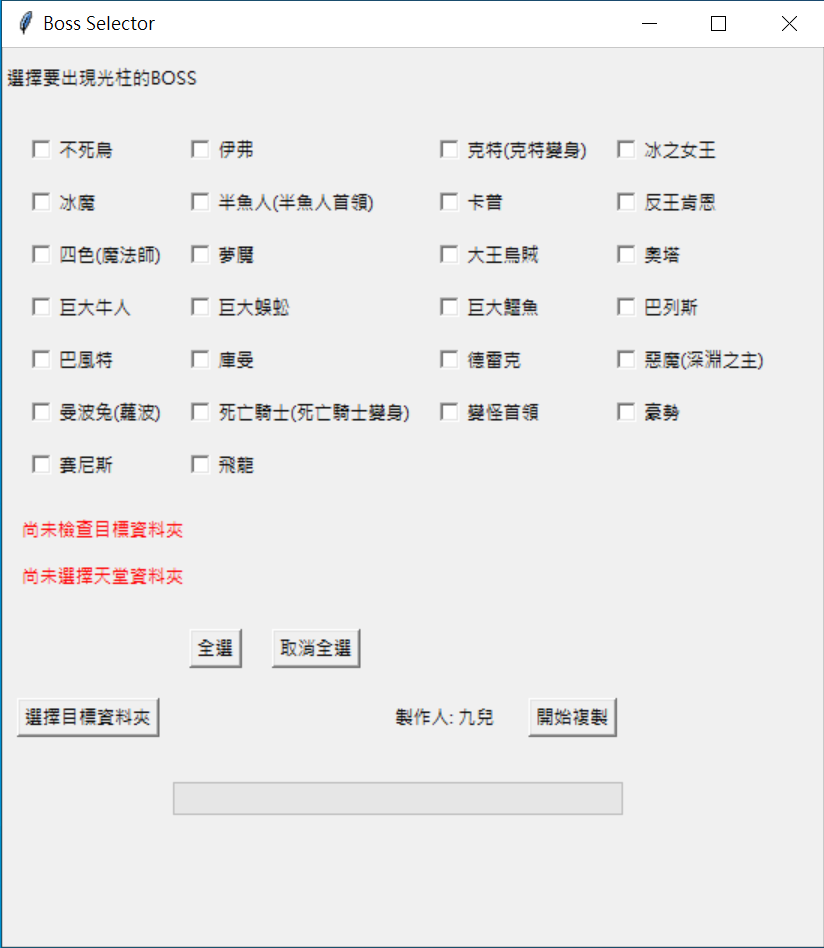 Boss Selector
選擇要出現光柱的BOSS
不死鳥 伊弗 克特(克特變身) 冰之女王
冰魔 半魚人(半魚人首領) 卡普 反王肯恩
四色(魔法師) 夢魘 大王烏賊 奧塔
巨大牛人 巨大蜈蚣 巨大鱷魚 巴列斯
巴風特 庫曼 德雷克 惡魔(深淵之主)
曼波兔(蘿波) 死亡騎士(死亡騎士變身) 變怪首領 豪勢
賽尼斯 飛龍
尚未檢查目標資料夾
尚未選擇天堂資料夾
全選 取消全選
選擇目標資料夾 製作人: 九兒 開始複製